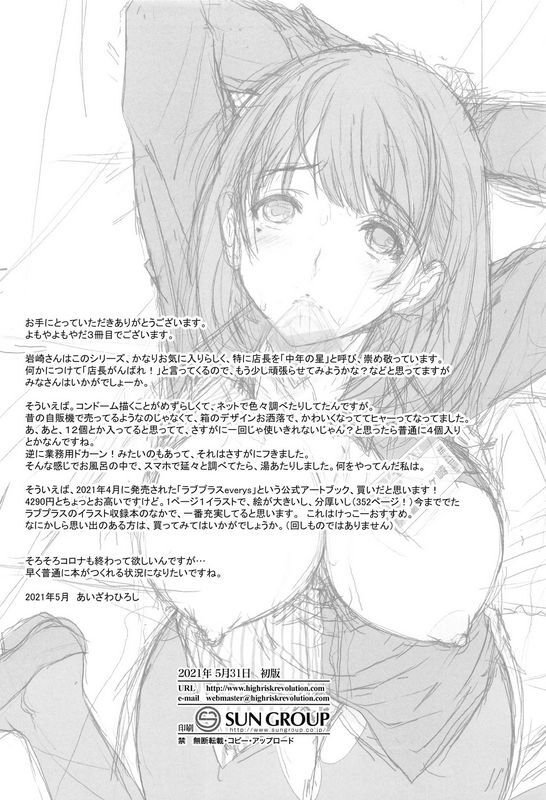 お手にとっていただきありがとうございます。
よもやよもやだ3冊目でございます。
岩崎さんはこのシリーズ、かなりお気に入りらしく、特に店長を「中年の星」と呼び、崇め敬っています。
何かにつけて「店長がんばれ！」と言ってくるので、もう少し頑張らせてみようかな？などと思ってますが
みなさんはいかがでしょーか。
そういえば。コンドーム描くことがめずらしくて、ネットで色々調べたりしてたんですが。
昔の自販機で売ってるようなのじゃなくて、箱のデザインお洒落で、かわいくなっててヒャーってなってました。
あ、あと、12個とか入ってると思ってて、さすがに一回じゃ使いきれないじゃん？と思ったら普通に4個入り
とかなんですね。
逆に業務用ドカーン！みたいのもあって、それはさすがにフきました。
そんな感じでお風呂の中で、スマホで延々と調べてたら、湯あたりしました。何をやってんだ私は。
そういえば、2021年4月に発売された「ラブプラスeverys」という公式アートブック、買いだと思います！
4290円とちょっとお高いですけど。1ページ1イラストで、絵が大きいし、分厚いし（352ページ！）今まででた
ラブプラスのイラスト収録本のなかで、一番充実してると思います。 これはけっこーおすすめ。
なにかしら思い出のある方は、買ってみてはいかがでしょうか。（回しものではありません）
そろそろコロナも終わって欲しいんですが…
早く普通に本がつくれる状況になりたいですね。
2021年5月 あいざわひろし
2021年 5月31日 初版
URL http://www.highriskrevolution.com
e-mail webmaster@highriskrevolution.com
印刷 SUN GROUP
http://www.sungroup.co.jp/
禁 無断転載・コピー・アップロード